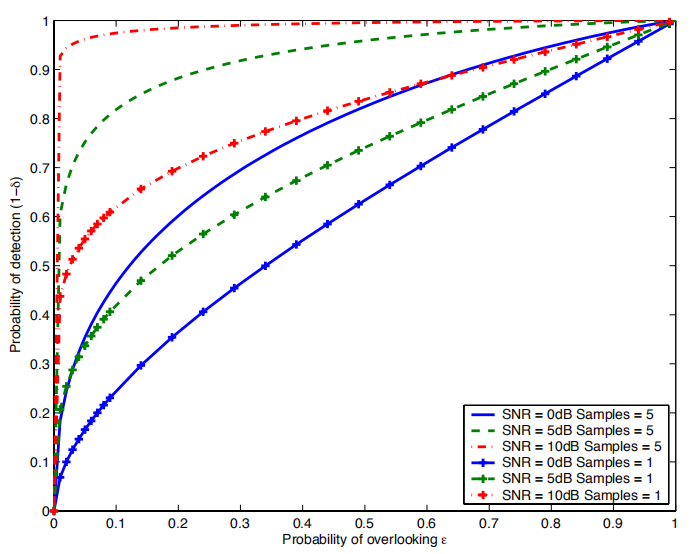 1
0.9
0.8
0.7
0.6
0.5
0.4
0.3
0.2
0.1
0
Probability of detection (1−δ)
SNR = 0dB Samples = 5
SNR = 5dB Samples = 5
SNR = 10dB Samples = 5
SNR = 0dB Samples = 1
SNR = 5dB Samples = 1
SNR = 10dB Samples = 1
0 0.1 0.2 0.3 0.4 0.5 0.6 0.7 0.8 0.9 1
Probability of overlooking ε